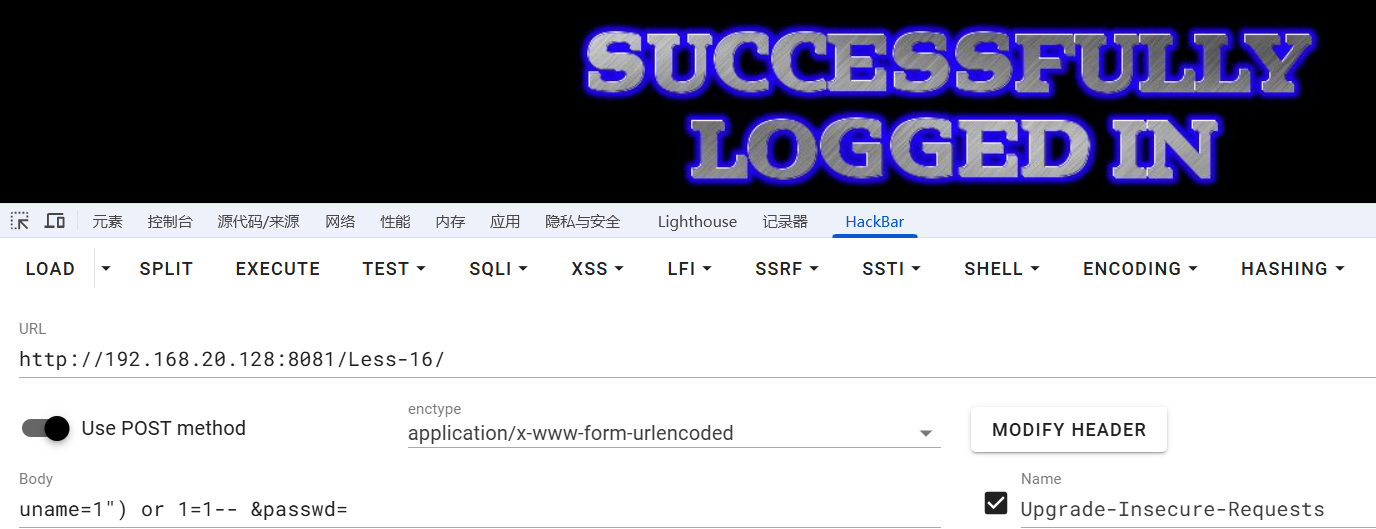 SUCCESSFULLY
LOGGED IN
元素 控制台 源代码/来源 网络 性能 内存 应用 隐私与安全 Lighthouse 记录器 HackBar
LOAD SPLIT EXECUTE TEST SQLI XSS LFI SSRF SSTI SHELL ENCODING HASHING
URL
http://192.168.20.128:8081/Less-16/
Use POST method
enctype
application/x-www-form-urlencoded
MODIFY HEADER
Body
uname=1") or 1=1-- &passwd=
Name
Upgrade-Insecure-Requests